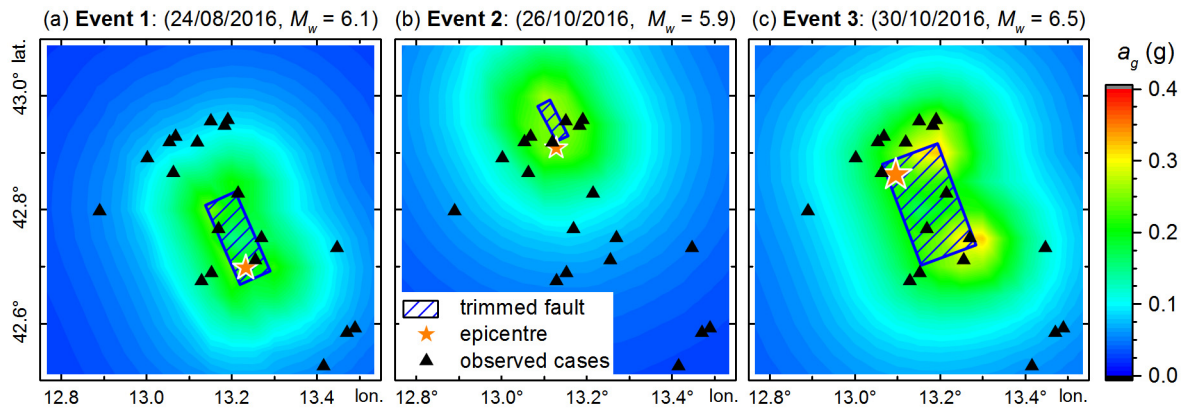 (a) Event 1: (24/08/2016, Mw = 6.1)
(b) Event 2: (26/10/2016, Mw = 5.9)
(c) Event 3: (30/10/2016, Mw = 6.5)
lat.
43.0°
42.8°
42.6°
12.8° 13.0° 13.2° lon.
12.8° 13.0° 13.2° 13.4° lon.
12.8° 13.0° 13.2° 13.4° lon.
trimmed fault
epicentre
observed cases
ag (g)
0.4
0.3
0.2
0.1
0.0